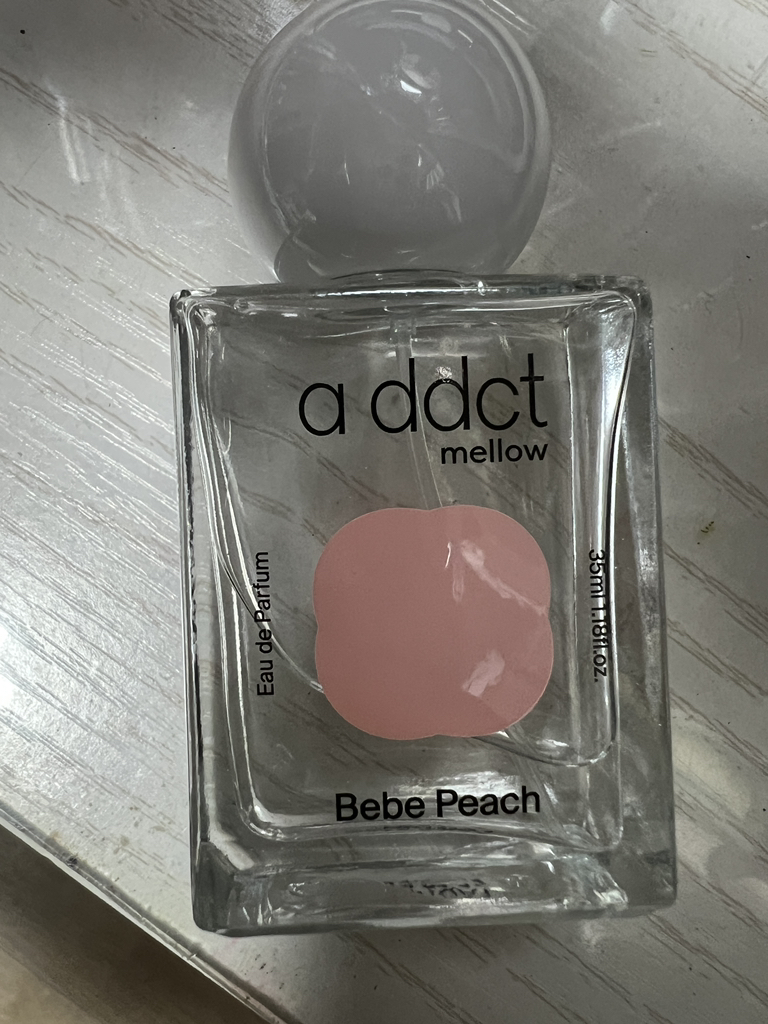 a ddct
mellow
Eau de Parfum
35ml 1.18fl.oz.
Bebe Peach